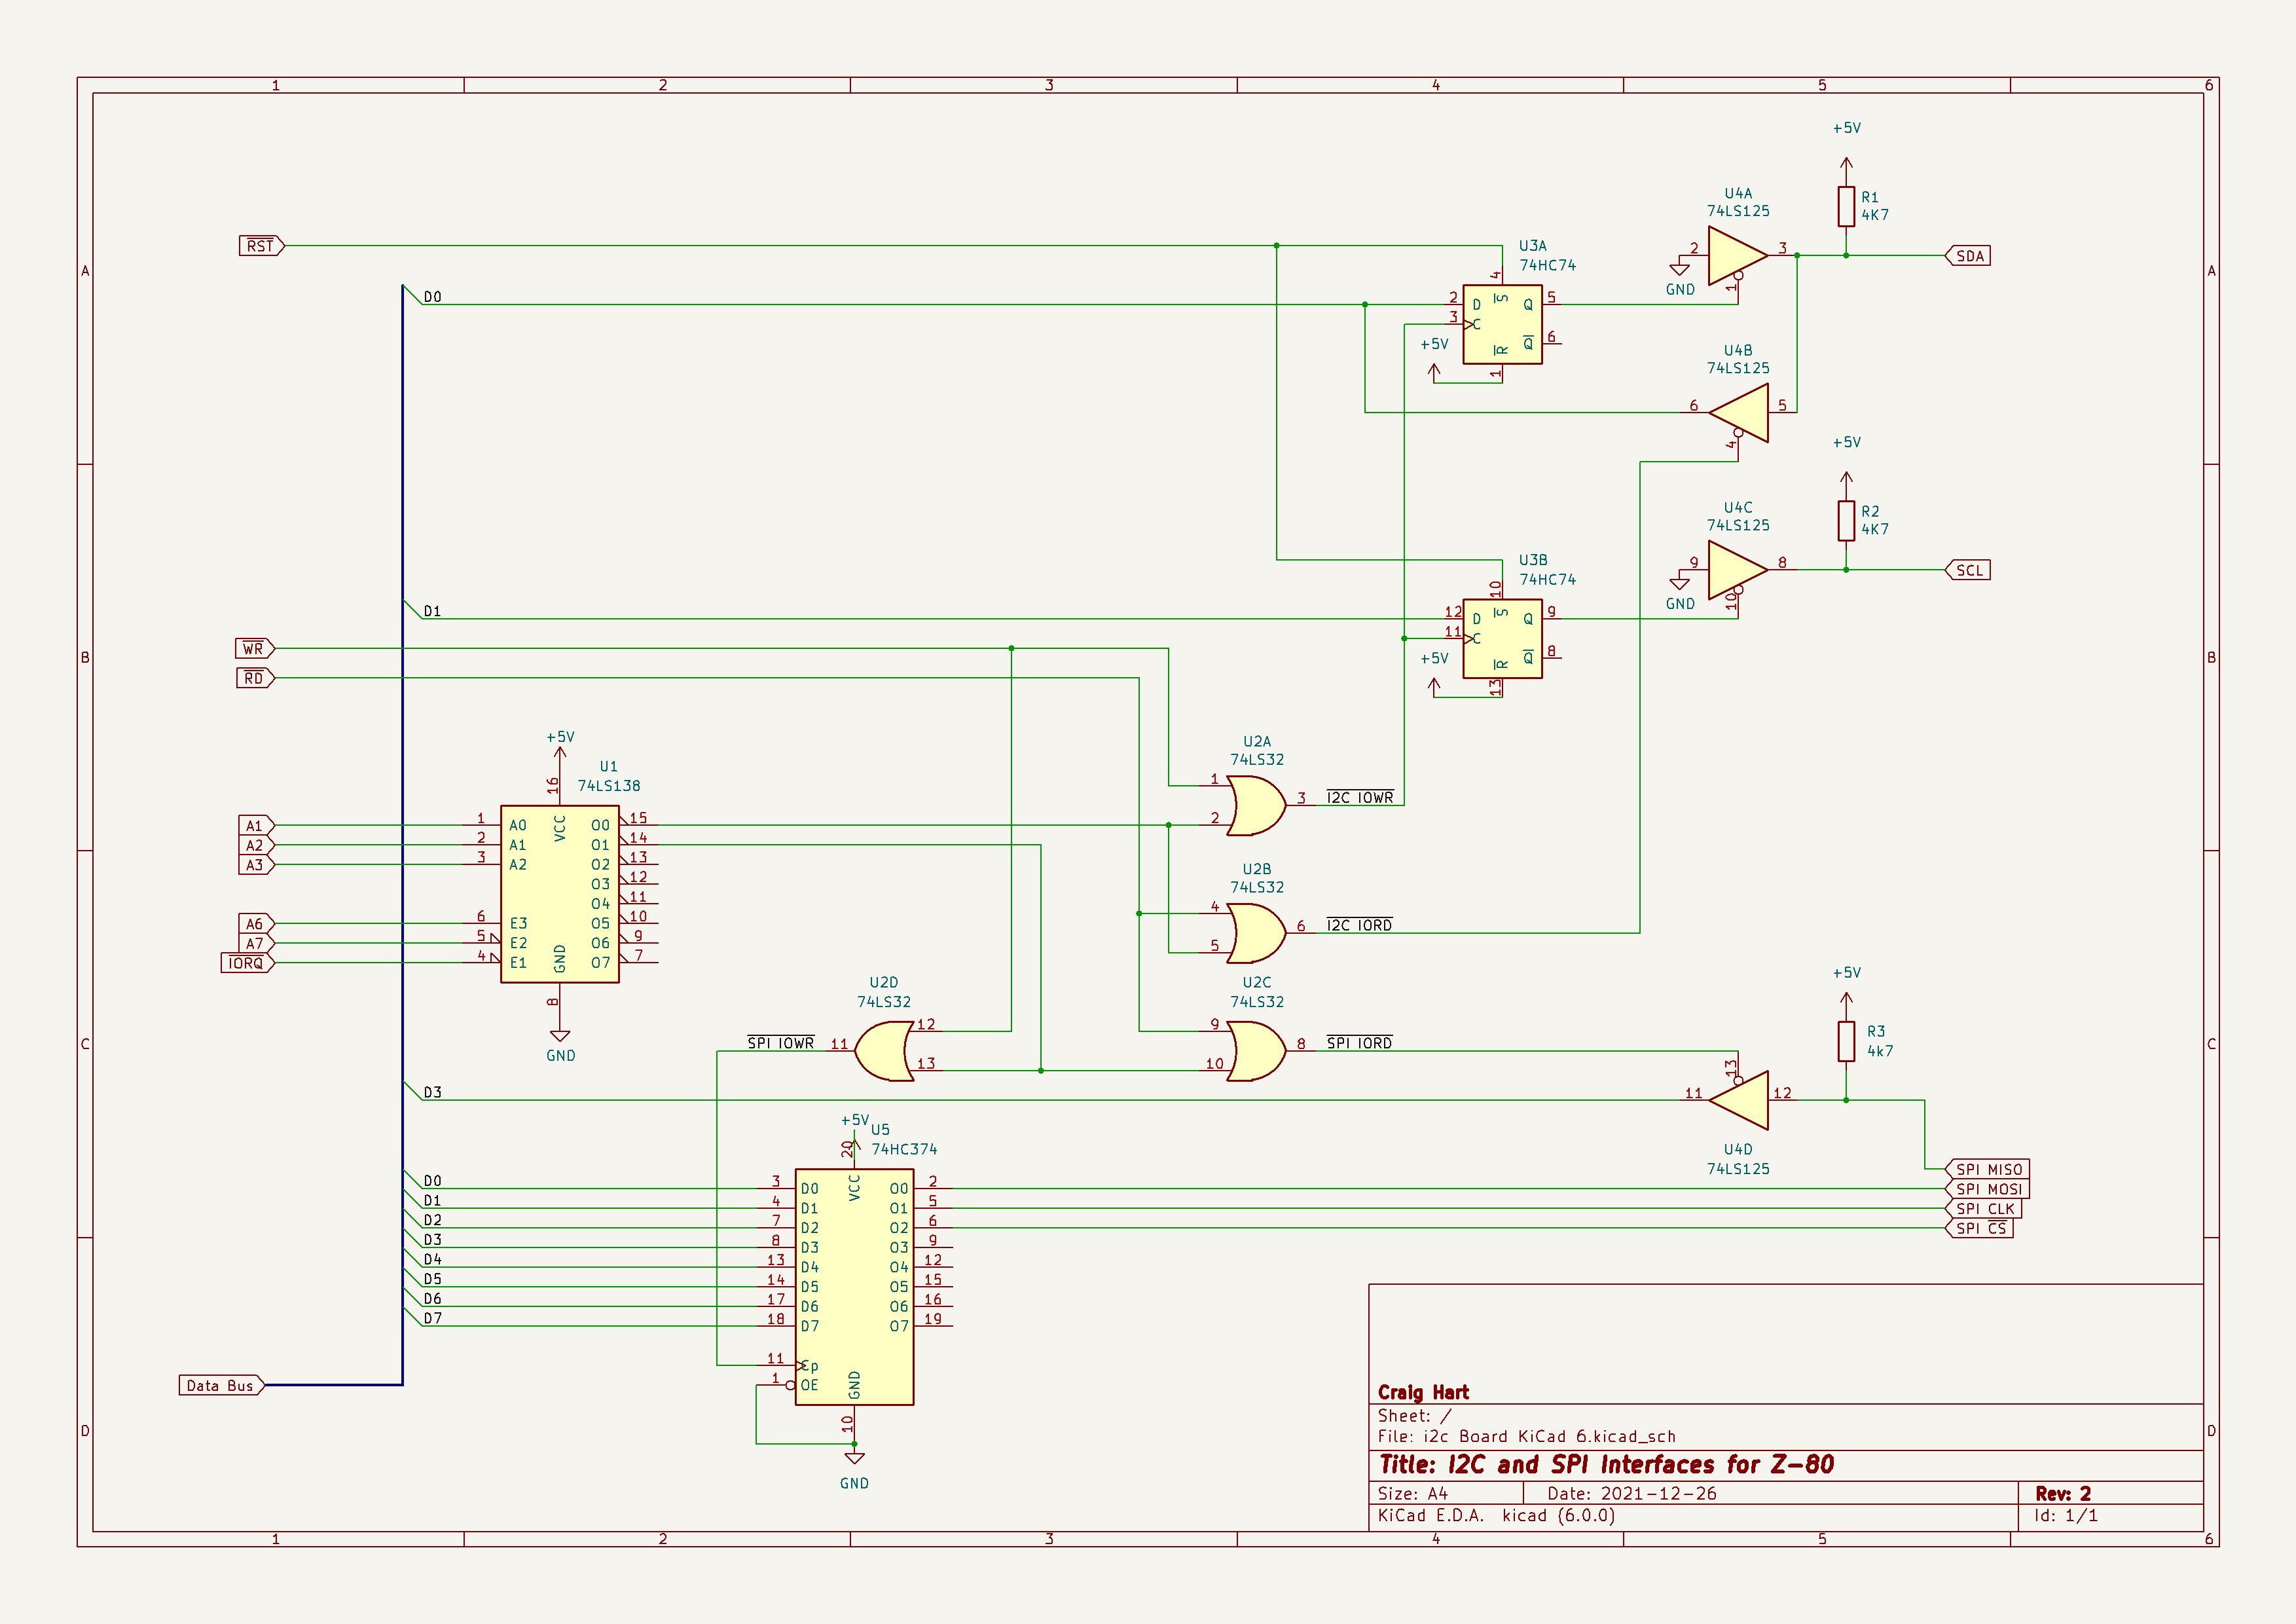 1 2 3 4 5 6
A
B
C
D
A
B
C
D
+5V
R1
4K7
U4A
74LS125
2 3
1
GND
SDA
RST
D0
U3A
74HC74
4
2 D S Q 5
3 C
Q 6
R
1
+5V
U4B
74LS125
6 5
4
+5V
R2
4K7
U4C
74LS125
9 8
10
GND
SCL
D1
U3B
74HC74
10
12 D S Q 9
11 C
Q 8
R
13
+5V
WR
RD
+5V
U1
74LS138
16
VCC
A1 1 A0 O0 15
A2 2 A1 O1 14
A3 3 A2 O2 13
O3 12
O4 11
A6 6 E3 O5 10
A7 5 E2 O6 9
IORQ 4 E1 O7 7
GND
8
GND
U2A
74LS32
1
2
3 I2C IOWR
U2B
74LS32
4
5
6 I2C IORD
U2D
74LS32
12
13
SPI IOWR 11
U2C
74LS32
9
10
8 SPI IORD
+5V
R3
4k7
13
11 12
U4D
74LS125
D3
+5V
U5
74HC374
20
VCC
D0 3 D0 O0 2
D1 4 D1 O1 5
D2 7 D2 O2 6
D3 8 D3 O3 9
D4 13 D4 O4 12
D5 14 D5 O5 15
D6 17 D6 O6 16
D7 18 D7 O7 19
11 Cp
1 OE
GND
10
GND
SPI MISO
SPI MOSI
SPI CLK
SPI CS
Data Bus
Craig Hart
Sheet: /
File: i2c Board KiCad 6.kicad_sch
Title: I2C and SPI Interfaces for Z-80
Size: A4 Date: 2021-12-26 Rev: 2
KiCad E.D.A. kicad (6.0.0) Id: 1/1
1 2 3 4 5 6